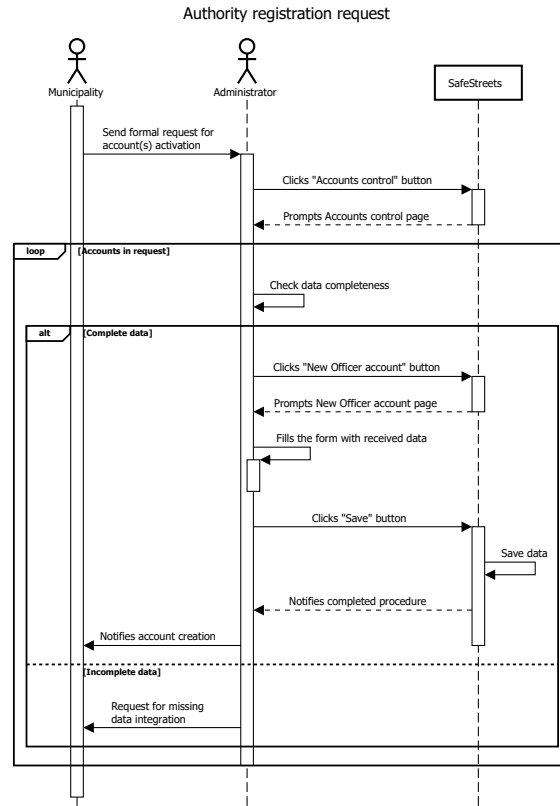 Authority registration request
Municipality
Administrator
SafeStreets
Send formal request for
account(s) activation
Clicks "Accounts control" button
Prompts Accounts control page
loop
[Accounts in request]
Check data completeness
alt
[Complete data]
Clicks "New Officer account" button
Prompts New Officer account page
Fills the form with received data
Clicks "Save" button
Save data
Notifies completed procedure
Notifies account creation
[Incomplete data]
Request for missing
data integration